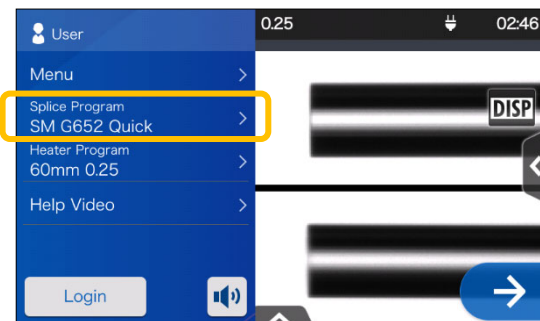 User
0.25
02:46
Menu
Splice Program
SM G652 Quick
DISP
Heater Program
60mm 0.25
Help Video
Login